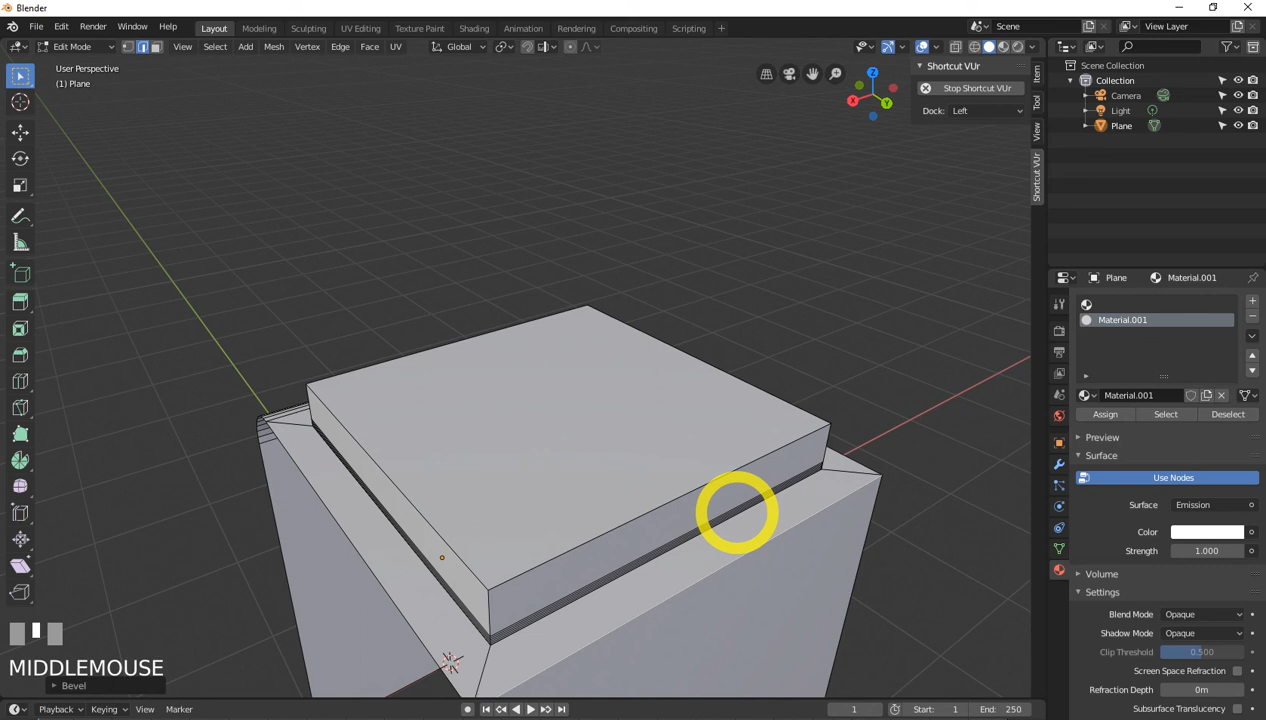 Blender
File Edit Render Window Help Layout Modeling Sculpting UV Editing Texture Paint Shading Animation Rendering Compositing Scripting + Scene View Layer
Edit Mode View Select Add Mesh Vertex Edge Face UV Global
User Perspective
(1) Plane
Shortcut VUr
Stop Shortcut VUr
Dock: Left
Item
Tool
View
Shortcut VUr
X
Y
Z
Scene Collection
Collection
Camera
Light
Plane
Plane Material.001
Material.001
Material.001
Assign Select Deselect
Preview
Surface
Use Nodes
Surface Emission
Color
Strength 1.000
Volume
Settings
Blend Mode Opaque
Shadow Mode Opaque
Clip Threshold 0.500
Screen Space Refraction
Refraction Depth 0m
Subsurface Translucency
MIDDLEMOUSE
Bevel
Playback Keying View Marker 1 Start: 1 End: 250